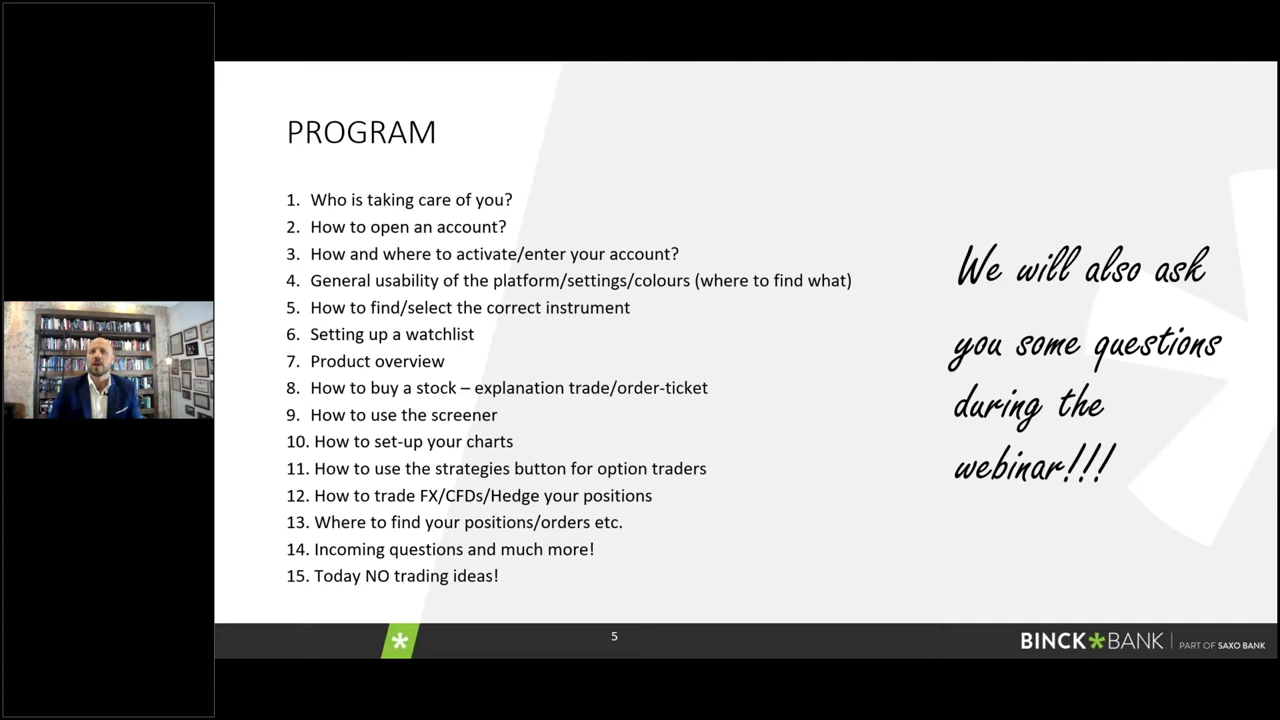 PROGRAM
1. Who is taking care of you?
2. How to open an account?
3. How and where to activate/enter your account?
4. General usability of the platform/settings/colours (where to find what)
5. How to find/select the correct instrument
6. Setting up a watchlist
7. Product overview
8. How to buy a stock – explanation trade/order-ticket
9. How to use the screener
10. How to set-up your charts
11. How to use the strategies button for option traders
12. How to trade FX/CFDs/Hedge your positions
13. Where to find your positions/orders etc.
14. Incoming questions and much more!
15. Today NO trading ideas!
We will also ask
you some questions
during the
webinar!!!
5
BINCK*BANK | PART OF SAXO BANK